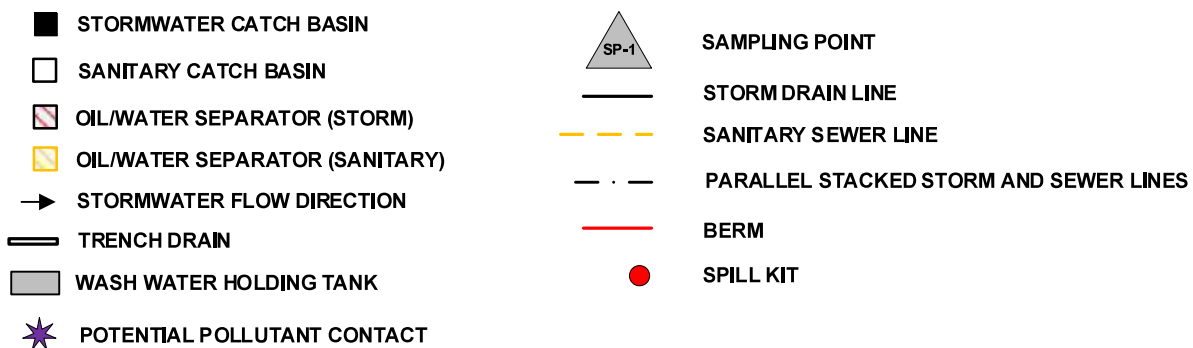 STORMWATER CATCH BASIN
SANITARY CATCH BASIN
OIL/WATER SEPARATOR (STORM)
OIL/WATER SEPARATOR (SANITARY)
STORMWATER FLOW DIRECTION
TRENCH DRAIN
WASH WATER HOLDING TANK
POTENTIAL POLLUTANT CONTACT
SP-1
SAMPLING POINT
STORM DRAIN LINE
SANITARY SEWER LINE
PARALLEL STACKED STORM AND SEWER LINES
BERM
SPILL KIT